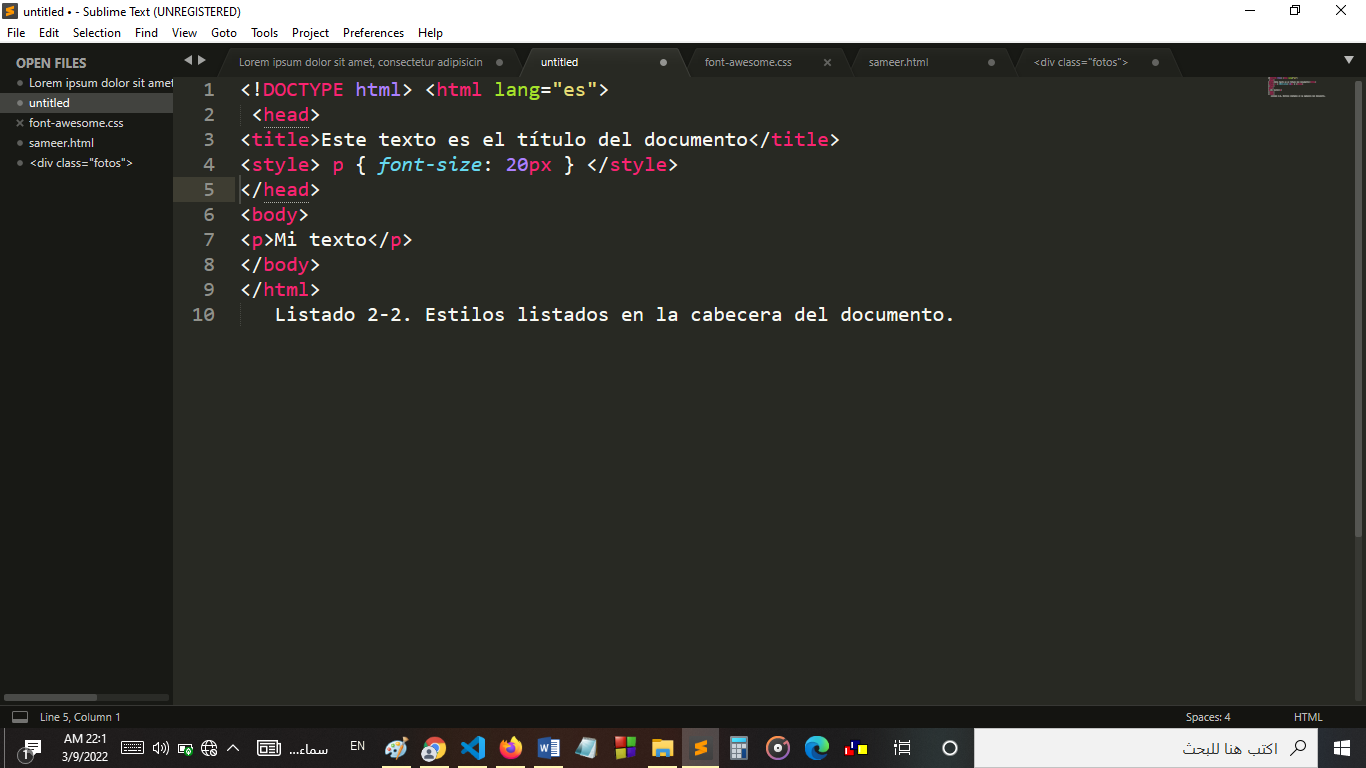 untitled • - Sublime Text (UNREGISTERED)
File Edit Selection Find View Goto Tools Project Preferences Help
OPEN FILES
Lorem ipsum dolor sit amet
untitled
font-awesome.css
sameer.html
<div class="fotos">
Lorem ipsum dolor sit amet, consectetur adipisicin
untitled
font-awesome.css
sameer.html
<div class="fotos">
1 <!DOCTYPE html> <html lang="es">
2 <head>
3 <title>Este texto es el título del documento</title>
4 <style> p { font-size: 20px } </style>
5 </head>
6 <body>
7 <p>Mi texto</p>
8 </body>
9 </html>
10 Listado 2-2. Estilos listados en la cabecera del documento.
Line 5, Column 1
Spaces: 4
HTML
1
AM 22:1
3/9/2022
سماء...
EN
اكتب هنا للبحث